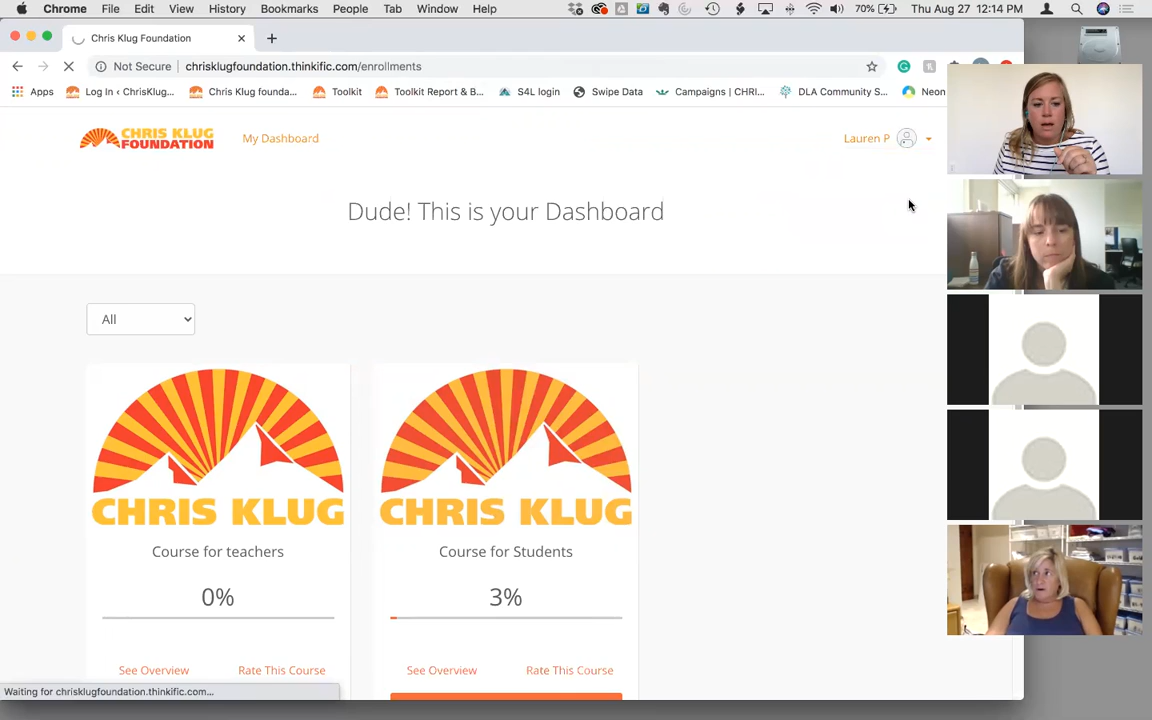 Chrome File Edit View History Bookmarks People Tab Window Help 70% Thu Aug 27 12:14 PM
Chris Klug Foundation
Not Secure chrisklugfoundation.thinkific.com/enrollments
Apps Log In ‹ ChrisKlug... Chris Klug founda... Toolkit Toolkit Report & B... S4L login Swipe Data Campaigns | CHRI... DLA Community S... Neon
CHRIS KLUG
FOUNDATION
My Dashboard
Lauren P
Dude! This is your Dashboard
All
CHRIS KLUG CHRIS KLUG
Course for teachers Course for Students
0% 3%
See Overview Rate This Course See Overview Rate This Course
Waiting for chrisklugfoundation.thinkific.com...